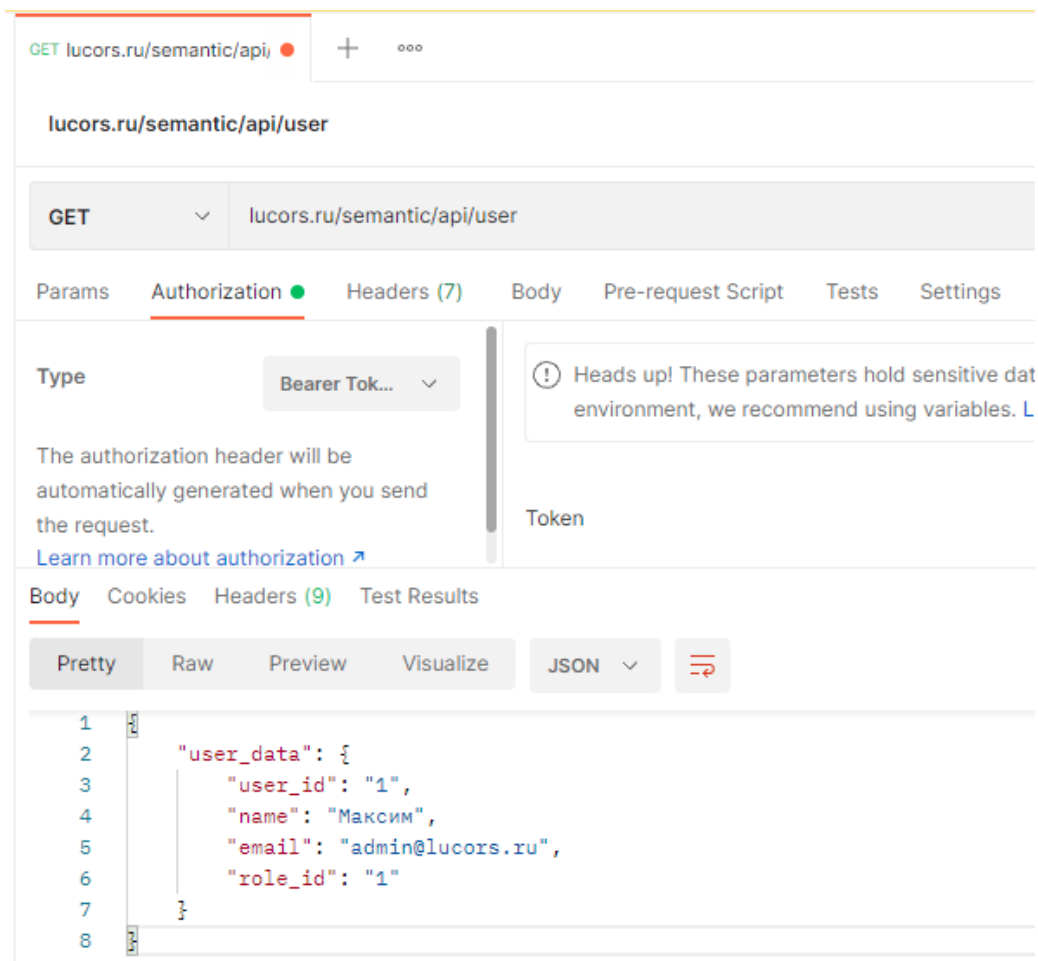 GET lucors.ru/semantic/api/
lucors.ru/semantic/api/user
GET lucors.ru/semantic/api/user
Params Authorization Headers (7) Body Pre-request Script Tests Settings
Type Bearer Tok...
The authorization header will be
automatically generated when you send
the request.
Learn more about authorization ↗
Heads up! These parameters hold sensitive dat
environment, we recommend using variables. L
Token
Body Cookies Headers (9) Test Results
Pretty Raw Preview Visualize JSON
1 {
2 "user_data": {
3 "user_id": "1",
4 "name": "Максим",
5 "email": "admin@lucors.ru",
6 "role_id": "1"
7 }
8 }